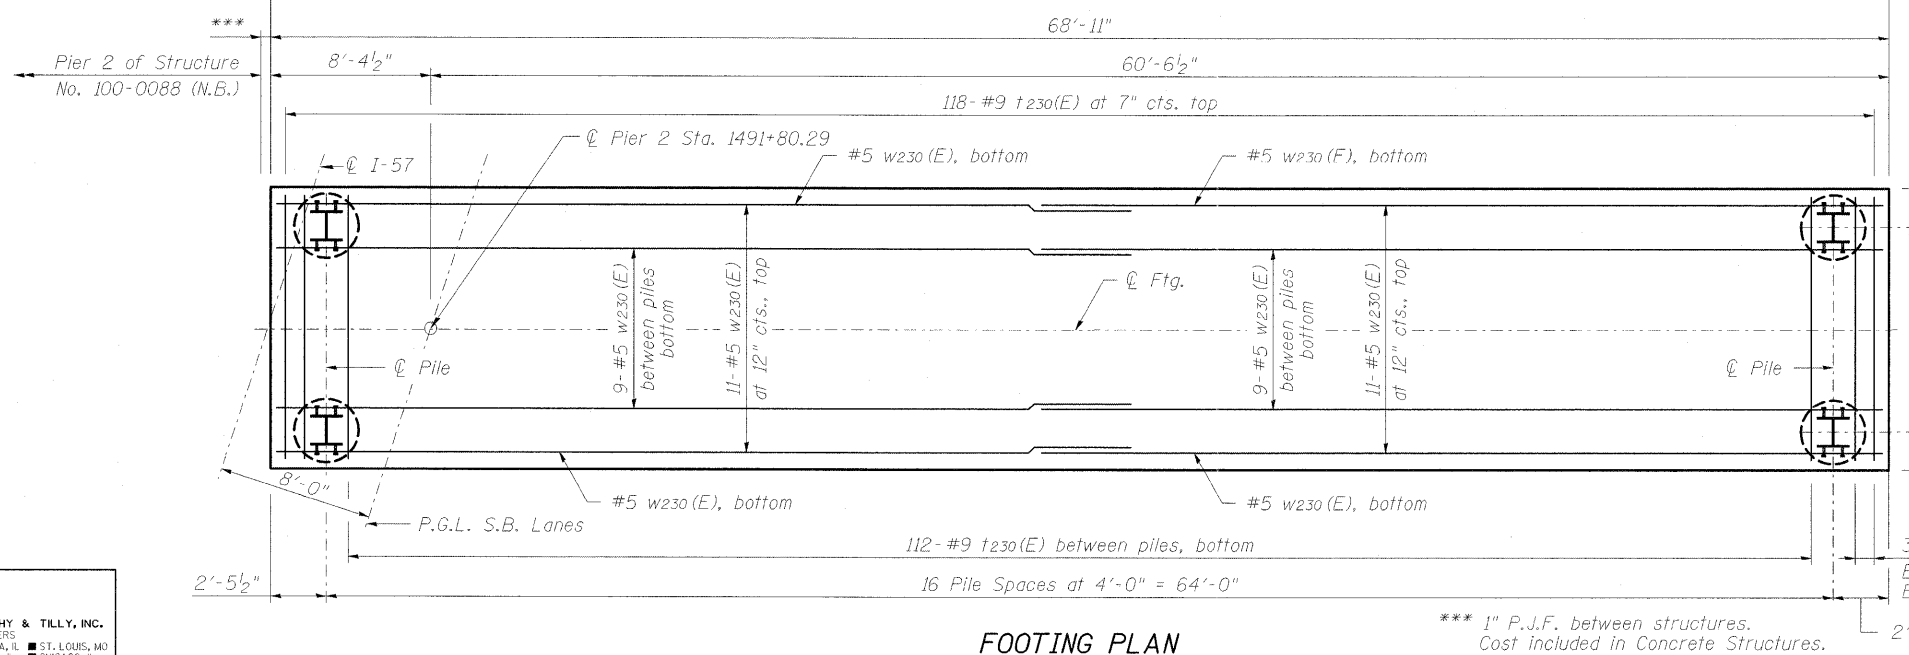 ***
68'-11"
Pier 2 of Structure
No. 100-0088 (N.B.)
8'-4½"
60'-6½"
118-#9 t230(E) at 7" cts. top
℄ Pier 2 Sta. 1491+80.29
℄ I-57
#5 w230(E), bottom
#5 w230(E), bottom
9-#5 w230(E)
between piles
bottom
11-#5 w230(E)
at 12" cts., top
℄ Ftg.
9-#5 w230(E)
between piles
bottom
11-#5 w230(E)
at 12" cts., top
℄ Pile
℄ Pile
8'-0"
#5 w230(E), bottom
#5 w230(E), bottom
P.G.L. S.B. Lanes
112-#9 t230(E) between piles, bottom
2'-5½"
16 Pile Spaces at 4'-0" = 64'-0"
HY & TILLY, INC.
ERS
A, IL ■ ST. LOUIS, MO
FOOTING PLAN
*** 1" P.J.F. between structures.
Cost included in Concrete Structures.
2'